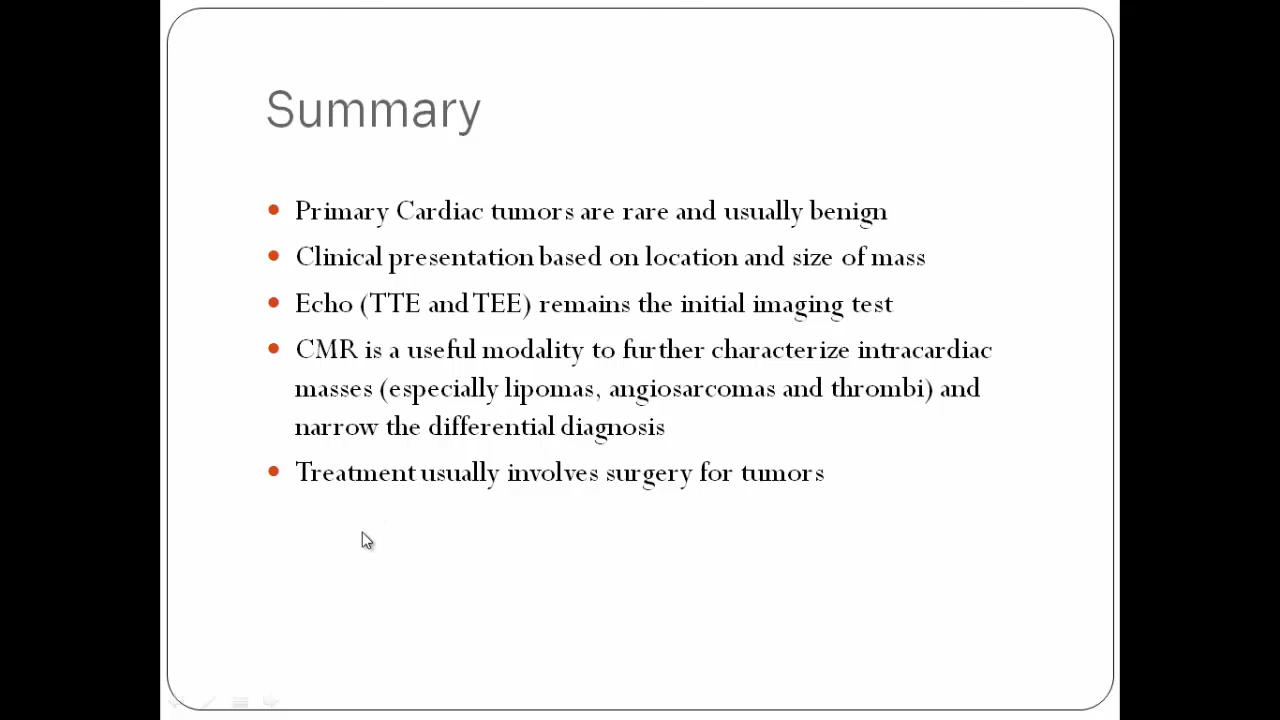 Summary
• Primary Cardiac tumors are rare and usually benign
• Clinical presentation based on location and size of mass
• Echo (TTE and TEE) remains the initial imaging test
• CMR is a useful modality to further characterize intracardiac
masses (especially lipomas, angiosarcomas and thrombi) and
narrow the differential diagnosis
• Treatment usually involves surgery for tumors